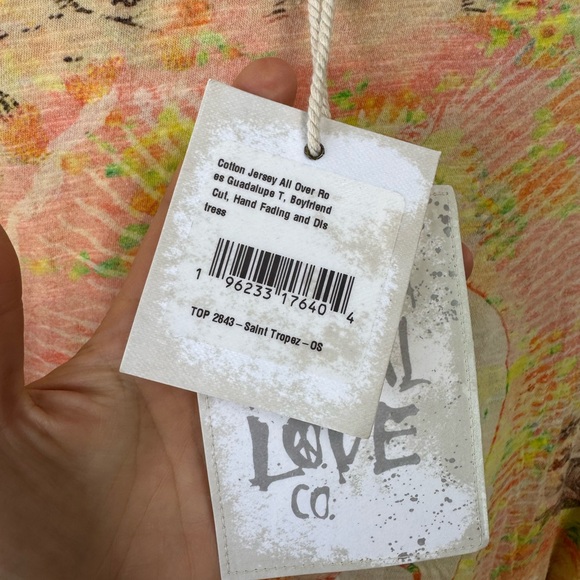 Cotton Jersey All Over Ro
es Guadalupe T, Boyfriend
Cut, Hand Fading and Dis
tress
1 96233 17640 4
TOP 2843 – Saint Tropez – OS
LOVE
CO.